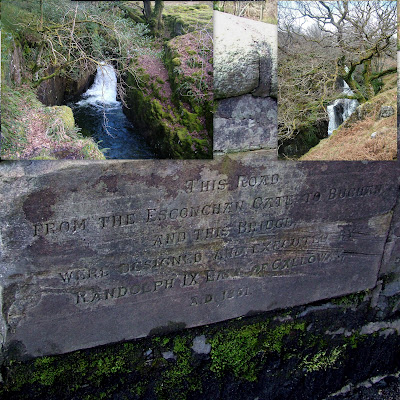 THIS ROAD
FROM THE ESCONCHAN GATE TO BURGAN
AND THIS BRIDGE
WERE DESIGNED AND EXECUTED
RANDOLPH IX EARL OF GALLOWAY
A.D. 1851